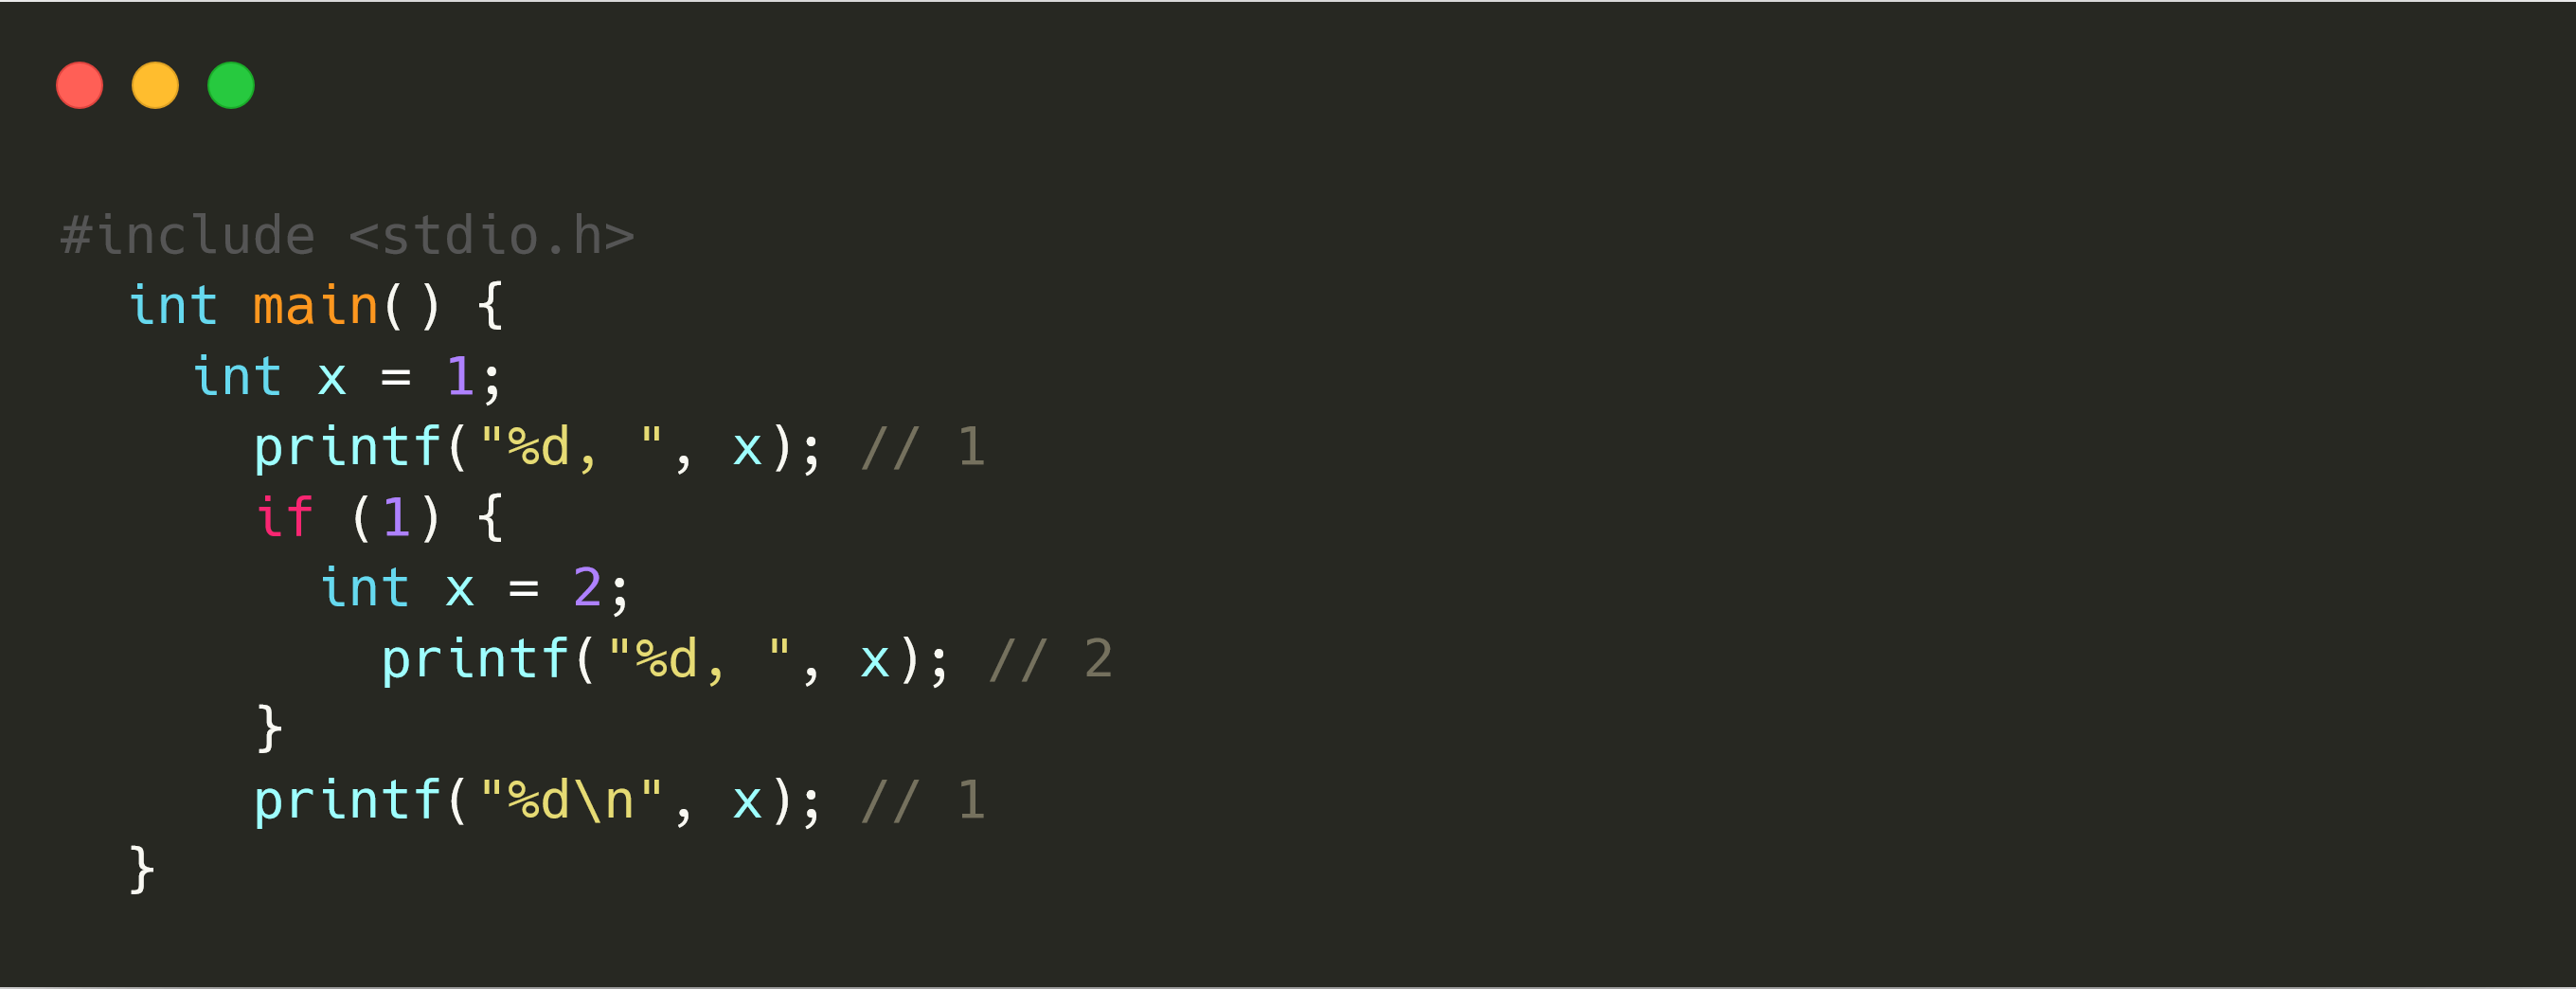 #include <stdio.h>
int main() {
int x = 1;
printf("%d, ", x); // 1
if (1) {
int x = 2;
printf("%d, ", x); // 2
}
printf("%d\n", x); // 1
}